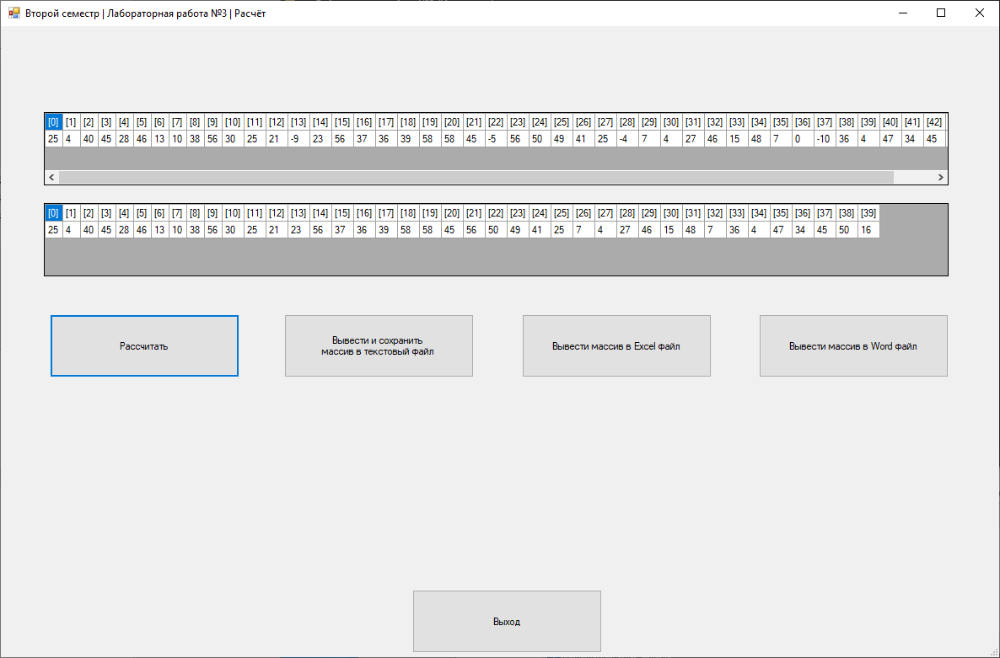 Второй семестр | Лабораторная работа №3 | Расчёт
[0] [1] [2] [3] [4] [5] [6] [7] [8] [9] [10] [11] [12] [13] [14] [15] [16] [17] [18] [19] [20] [21] [22] [23] [24] [25] [26] [27] [28] [29] [30] [31] [32] [33] [34] [35] [36] [37] [38] [39] [40] [41] [42]
25 4 40 45 28 46 13 10 38 56 30 25 21 -9 23 56 37 36 39 58 58 45 -5 56 50 49 41 25 -4 7 4 27 46 15 48 7 0 -10 36 4 47 34 45
[0] [1] [2] [3] [4] [5] [6] [7] [8] [9] [10] [11] [12] [13] [14] [15] [16] [17] [18] [19] [20] [21] [22] [23] [24] [25] [26] [27] [28] [29] [30] [31] [32] [33] [34] [35] [36] [37] [38] [39]
25 4 40 45 28 46 13 10 38 56 30 25 21 23 56 37 36 39 58 58 45 56 50 49 41 25 7 4 27 46 15 48 7 36 4 47 34 45 50 16
Рассчитать
Вывести и сохранить
массив в текстовый файл
Вывести массив в Excel файл
Вывести массив в Word файл
Выход